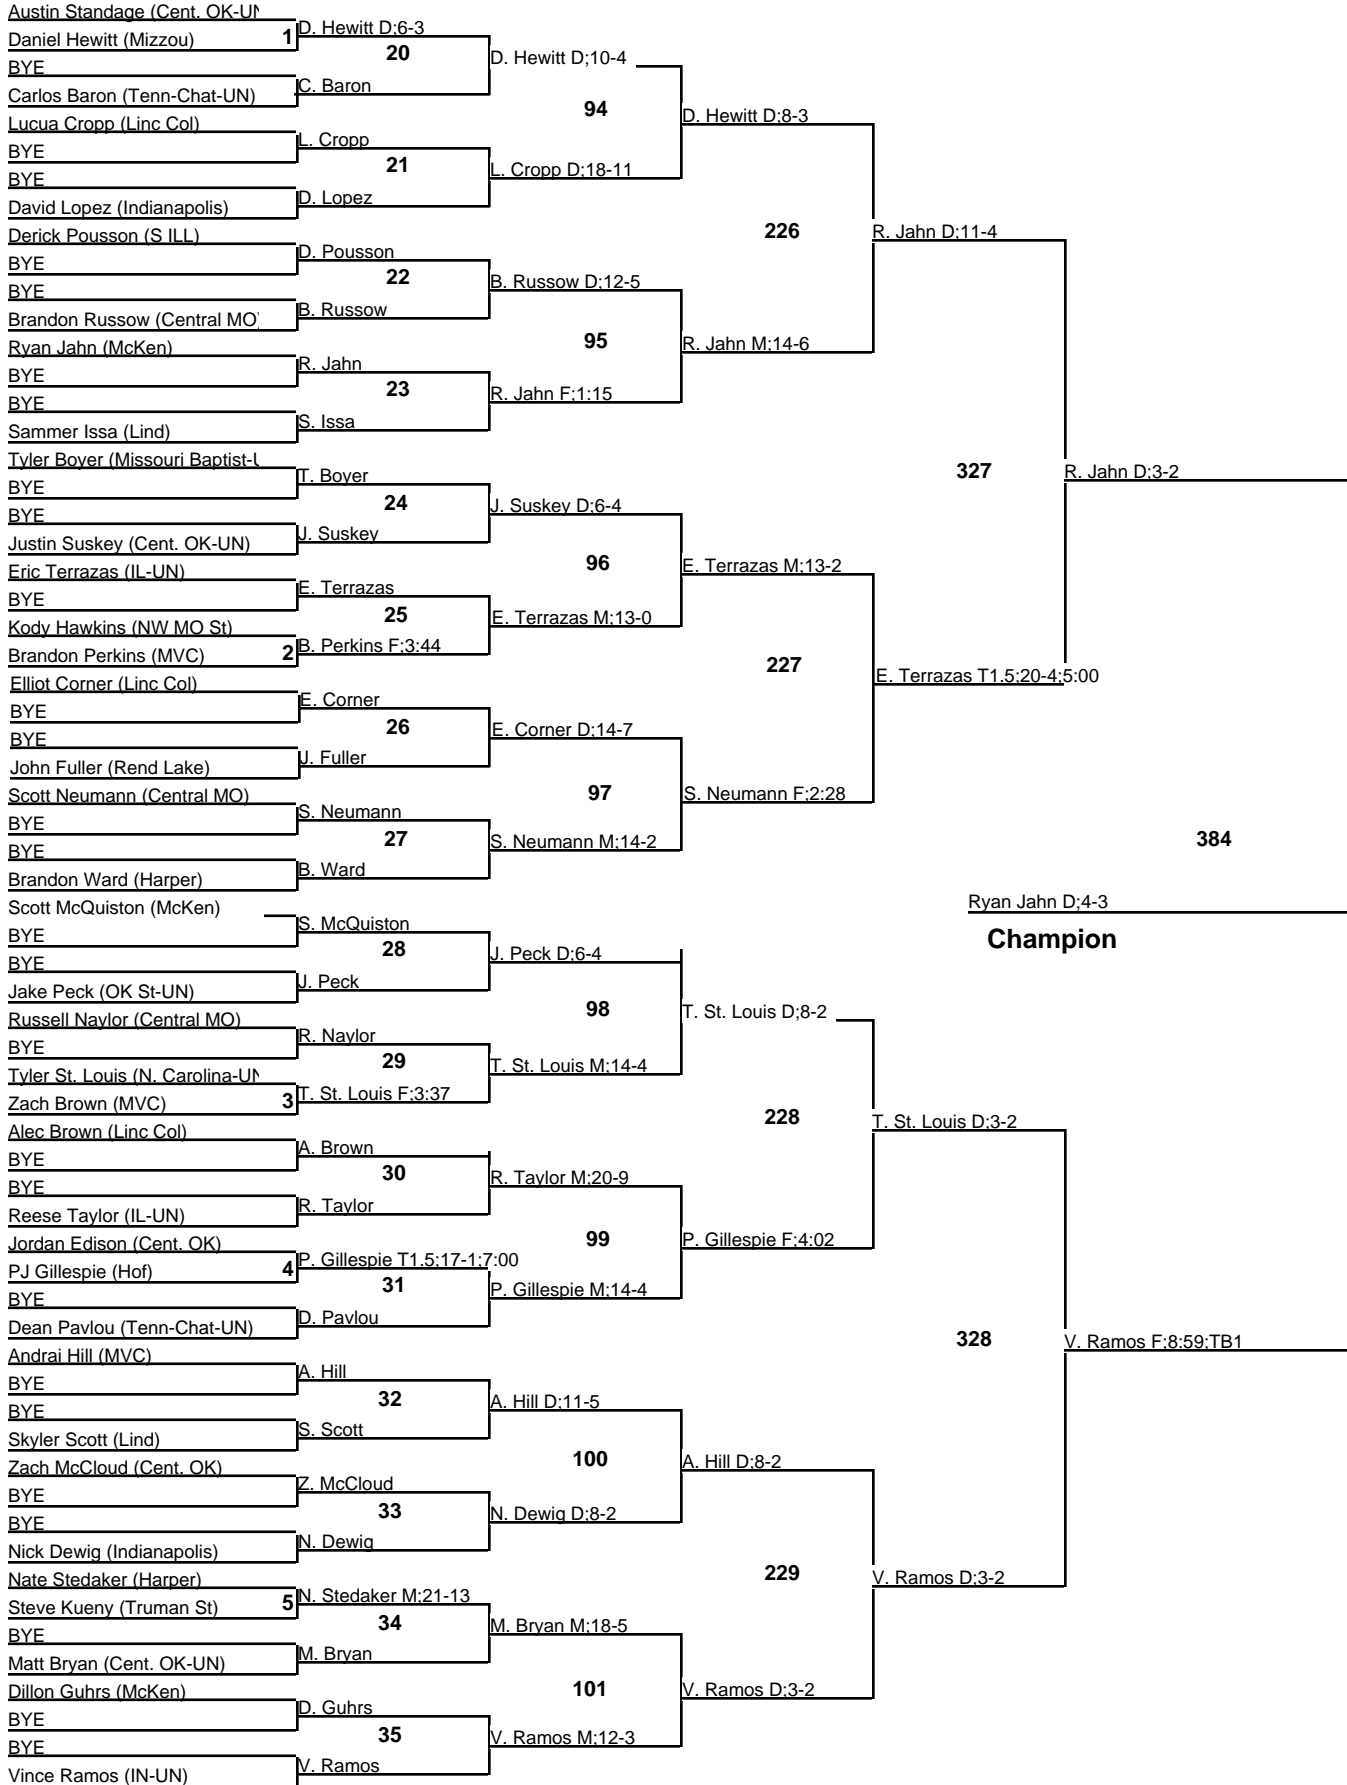 Austin Standage (Cent. OK-UN
Daniel Hewitt (Mizzou) 1
BYE
Carlos Baron (Tenn-Chat-UN)
Lucua Cropp (Linc Col)
BYE
BYE
David Lopez (Indianapolis)
Derick Pousson (S ILL)
BYE
BYE
Brandon Russow (Central MO)
Ryan Jahn (McKen)
BYE
BYE
Sammer Issa (Lind)
Tyler Boyer (Missouri Baptist-U
BYE
BYE
Justin Suskey (Cent. OK-UN)
Eric Terrazas (IL-UN)
BYE
Kody Hawkins (NW MO St)
Brandon Perkins (MVC) 2
Elliot Corner (Linc Col)
BYE
BYE
John Fuller (Rend Lake)
Scott Neumann (Central MO)
BYE
BYE
Brandon Ward (Harper)
Scott McQuiston (McKen)
BYE
BYE
Jake Peck (OK St-UN)
Russell Naylor (Central MO)
BYE
Tyler St. Louis (N. Carolina-UN
Zach Brown (MVC) 3
Alec Brown (Linc Col)
BYE
BYE
Reese Taylor (IL-UN)
Jordan Edison (Cent. OK)
PJ Gillespie (Hof) 4
BYE
Dean Pavlou (Tenn-Chat-UN)
Andrai Hill (MVC)
BYE
BYE
Skyler Scott (Lind)
Zach McCloud (Cent. OK)
BYE
BYE
Nick Dewig (Indianapolis)
Nate Stedaker (Harper)
Steve Kueny (Truman St) 5
BYE
Matt Bryan (Cent. OK-UN)
Dillon Guhrs (McKen)
BYE
BYE
Vince Ramos (IN-UN)
D. Hewitt D;6-3
20
C. Baron
L. Cropp
21
D. Lopez
D. Pousson
22
B. Russow
R. Jahn
23
S. Issa
T. Boyer
24
J. Suskey
E. Terrazas
25
B. Perkins F;3:44
E. Corner
26
J. Fuller
S. Neumann
27
B. Ward
S. McQuiston
28
J. Peck
R. Naylor
29
T. St. Louis F;3:37
A. Brown
30
R. Taylor
P. Gillespie T1.5;17-1;7:00
31
D. Pavlou
A. Hill
32
S. Scott
Z. McCloud
33
N. Dewig
N. Stedaker M;21-13
34
M. Bryan
D. Guhrs
35
V. Ramos
D. Hewitt D;10-4
94
L. Cropp D;18-11
B. Russow D;12-5
95
R. Jahn F;1:15
J. Suskey D;6-4
96
E. Terrazas M;13-0
E. Corner D;14-7
97
S. Neumann M;14-2
J. Peck D;6-4
98
T. St. Louis M;14-4
R. Taylor M;20-9
99
P. Gillespie M;14-4
A. Hill D;11-5
100
N. Dewig D;8-2
M. Bryan M;18-5
101
V. Ramos M;12-3
D. Hewitt D;8-3
226
R. Jahn M;14-6
E. Terrazas M;13-2
227
S. Neumann F;2:28
T. St. Louis D;8-2
228
P. Gillespie F;4:02
A. Hill D;8-2
229
V. Ramos D;3-2
R. Jahn D;11-4
327
E. Terrazas T1.5;20-4;5:00
T. St. Louis D;3-2
328
V. Ramos D;3-2
R. Jahn D;3-2
384
V. Ramos F;8:59;TB1
Ryan Jahn D;4-3
Champion